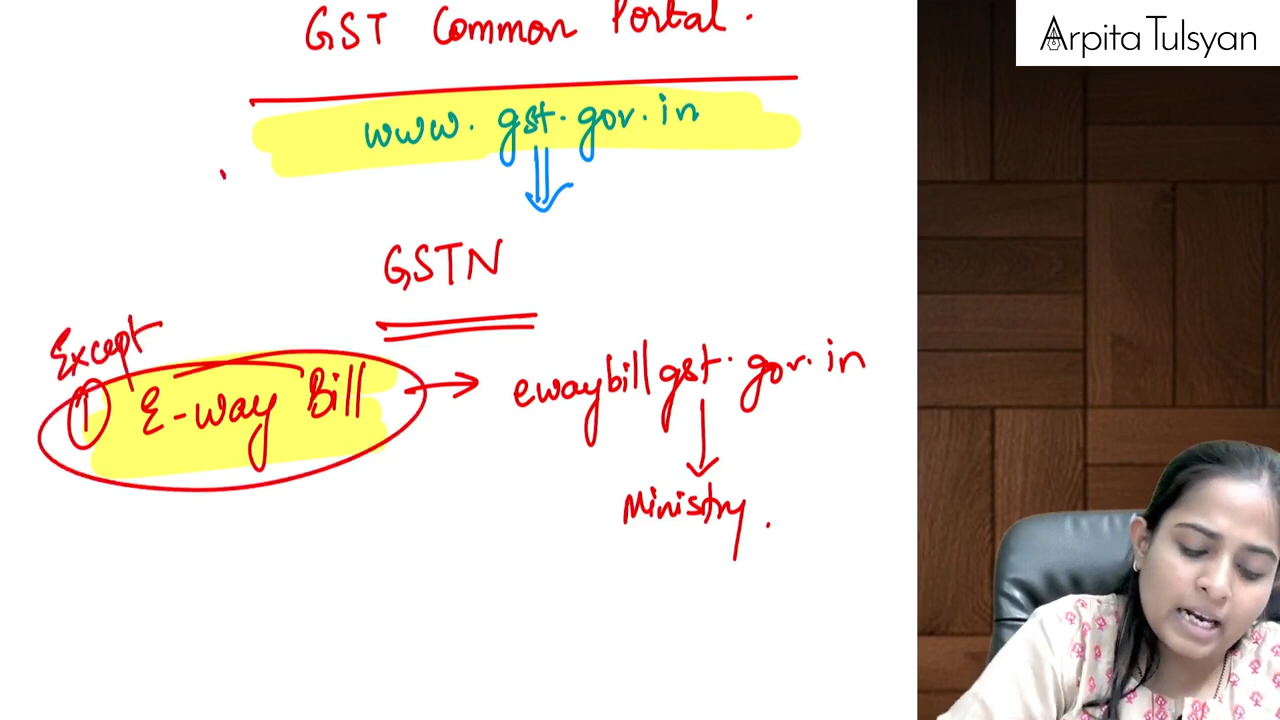 Arpita Tulsyan
GST Common Portal.
www.gst.gov.in
GSTN
Except
① E-way Bill → ewaybillgst.gov.in
Ministry.